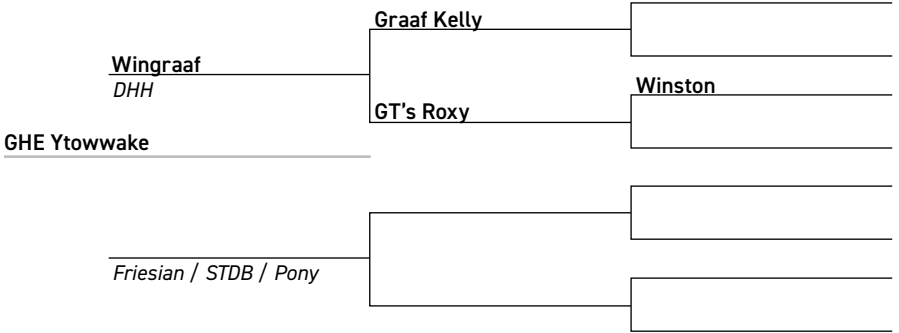 Graaf Kelly
Wingraaf
DHH
Winston
GT's Roxy
GHE Ytowwake
Friesian / STDB / Pony